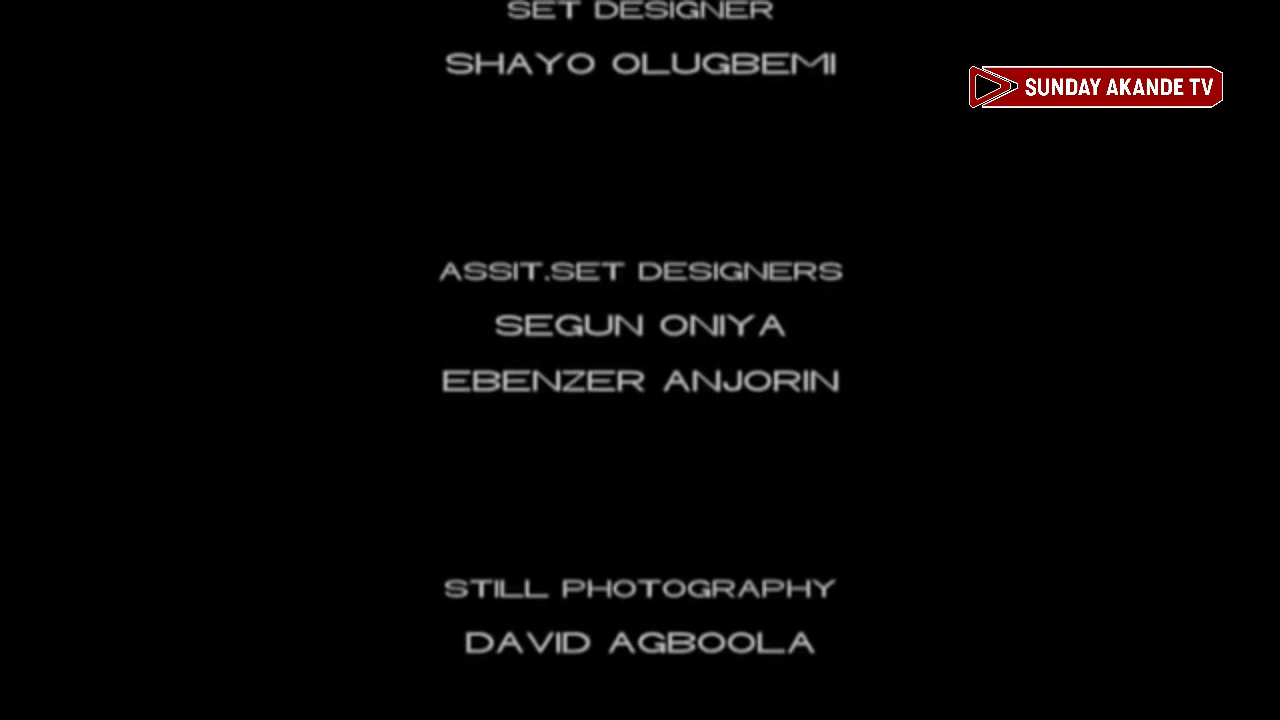 SET DESIGNER
SHAYO OLUGBEMI
SUNDAY AKANDE TV
ASSIT.SET DESIGNERS
SEGUN ONIYA
EBENZER ANJORIN
STILL PHOTOGRAPHY
DAVID AGBOOLA